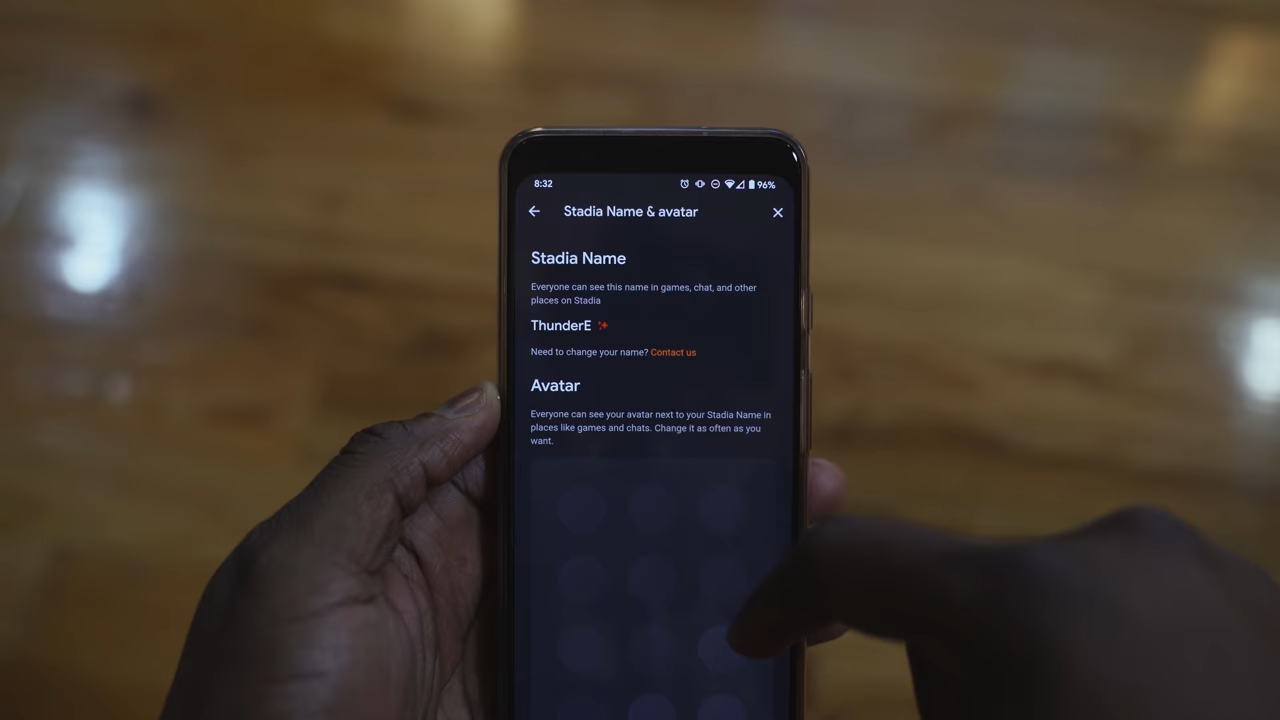 8:32
96%
Stadia Name & avatar
Stadia Name
Everyone can see this name in games, chat, and other
places on Stadia
ThunderE
Need to change your name? Contact us
Avatar
Everyone can see your avatar next to your Stadia Name in
places like games and chats. Change it as often as you
want.